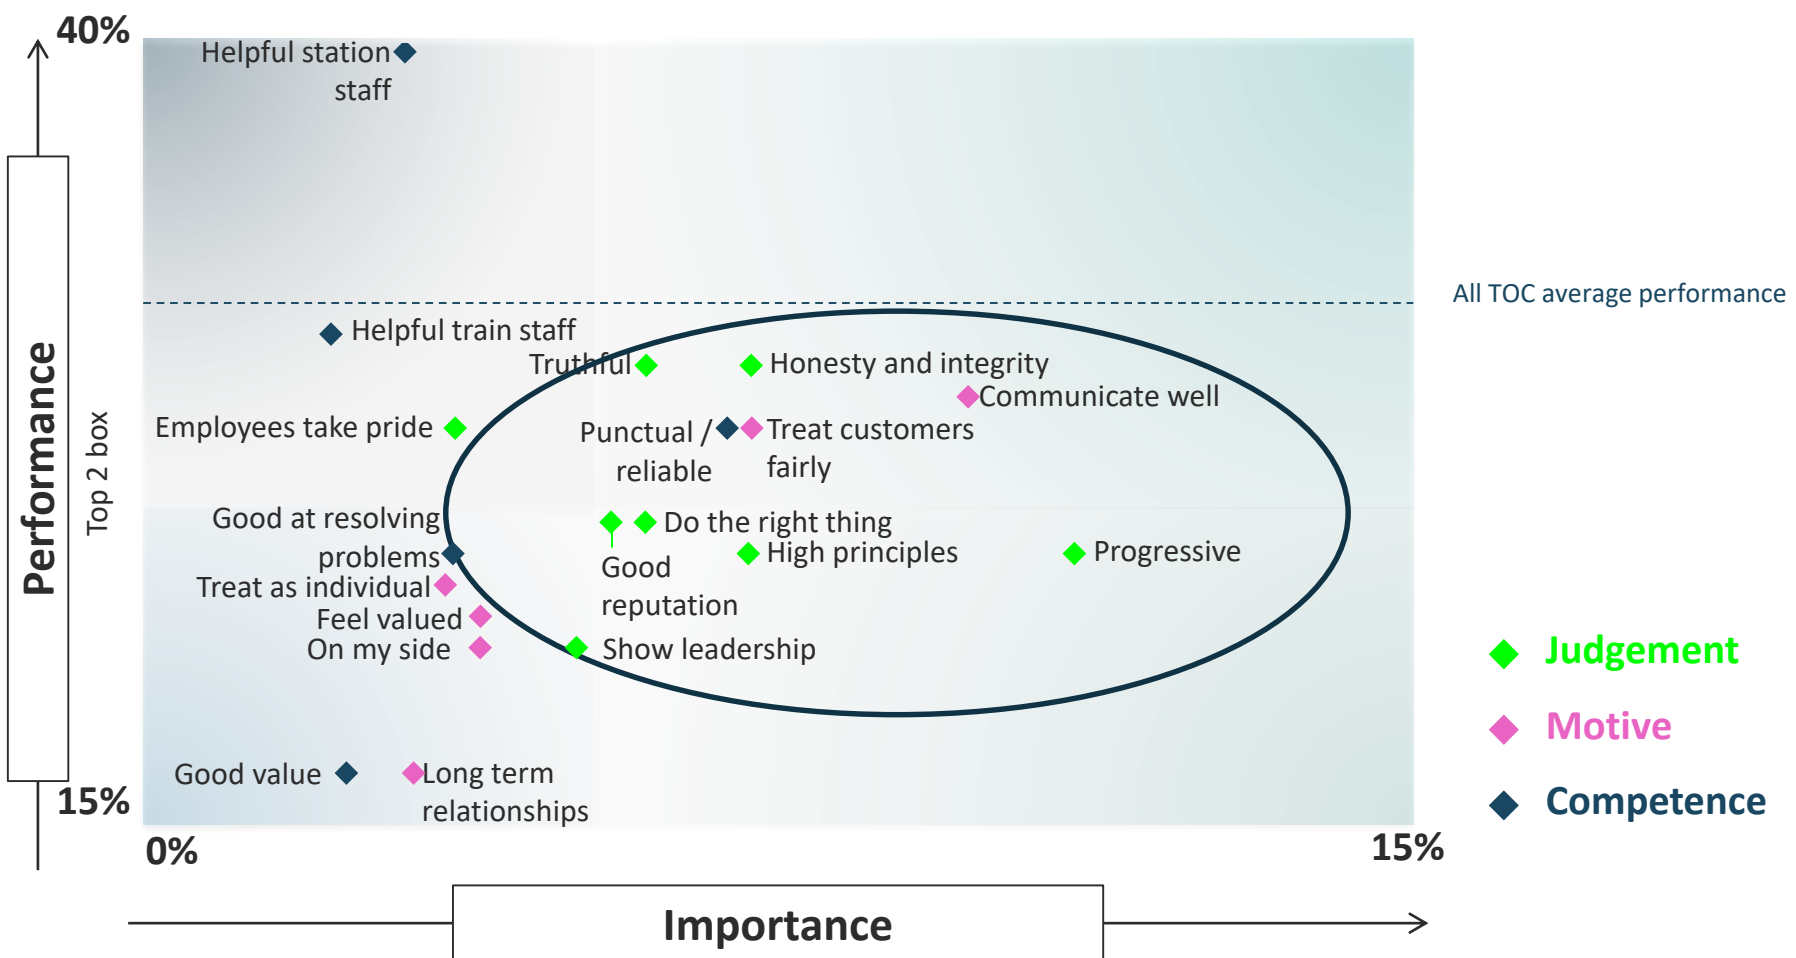 40%
Helpful station
staff
All TOC average performance
Helpful train staff
Truthful
Honesty and integrity
Communicate well
Employees take pride
Punctual /
reliable
Treat customers
fairly
Performance
Top 2 box
Good at resolving
problems
Do the right thing
Good
reputation
High principles
Progressive
Treat as individual
Feel valued
On my side
Show leadership
Judgement
Motive
Competence
Good value
Long term
relationships
15%
0%
15%
Importance